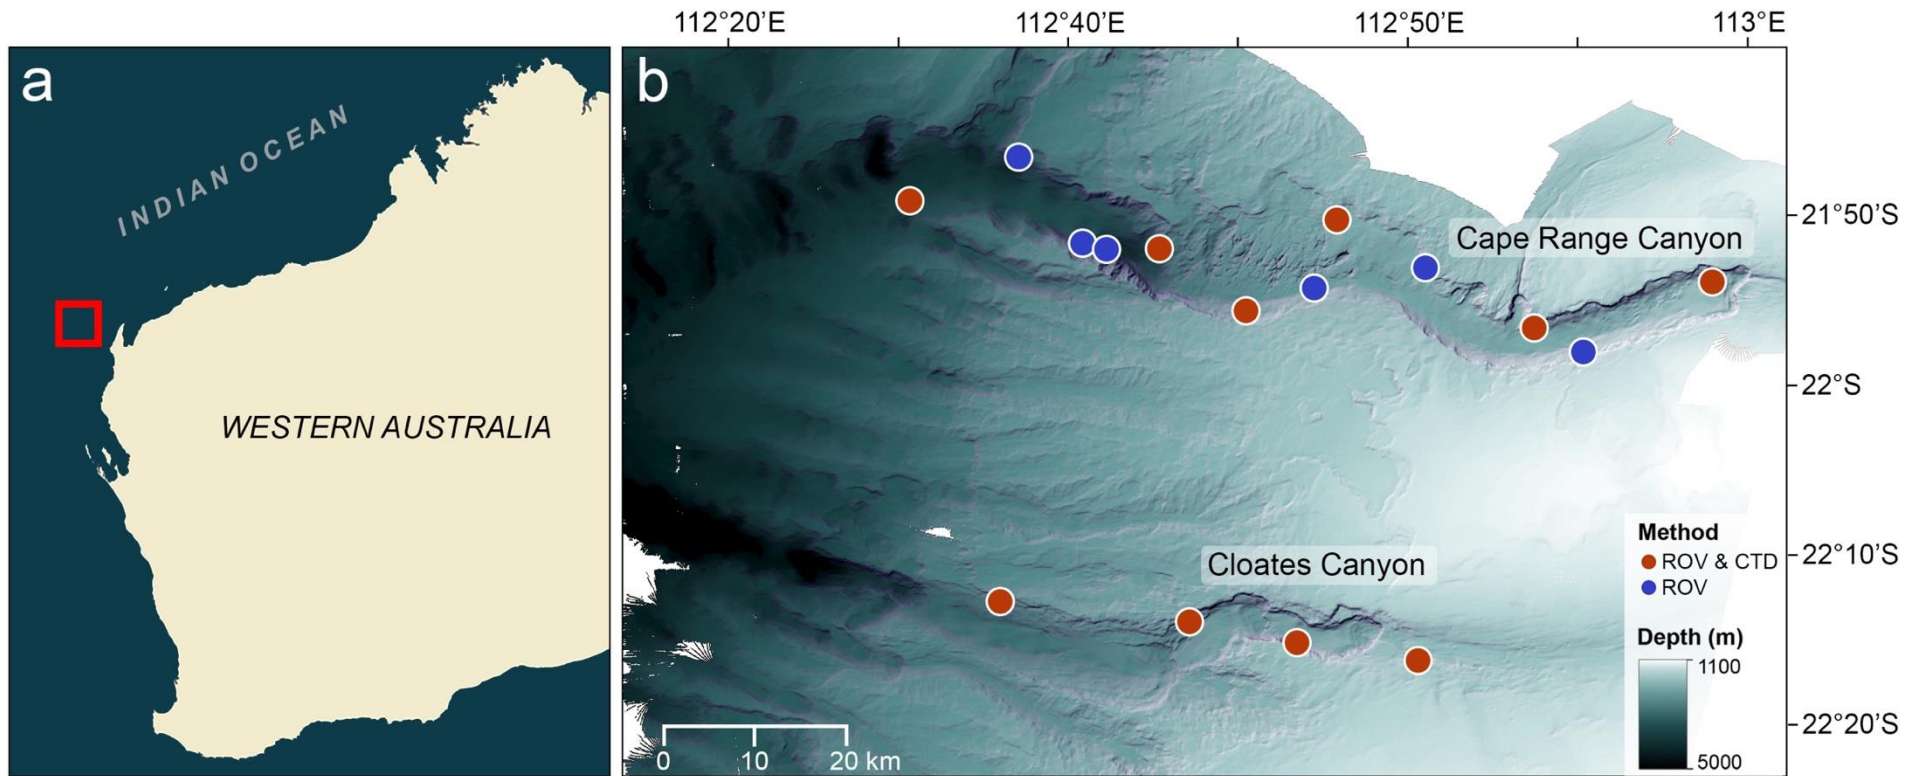 a
INDIAN OCEAN
WESTERN AUSTRALIA
b
112°20’E
112°40’E
112°50’E
113°E
21°50’S
22°S
22°10’S
22°20’S
Cape Range Canyon
Cloates Canyon
Method
ROV & CTD
ROV
Depth (m)
1100
5000
0
10
20 km